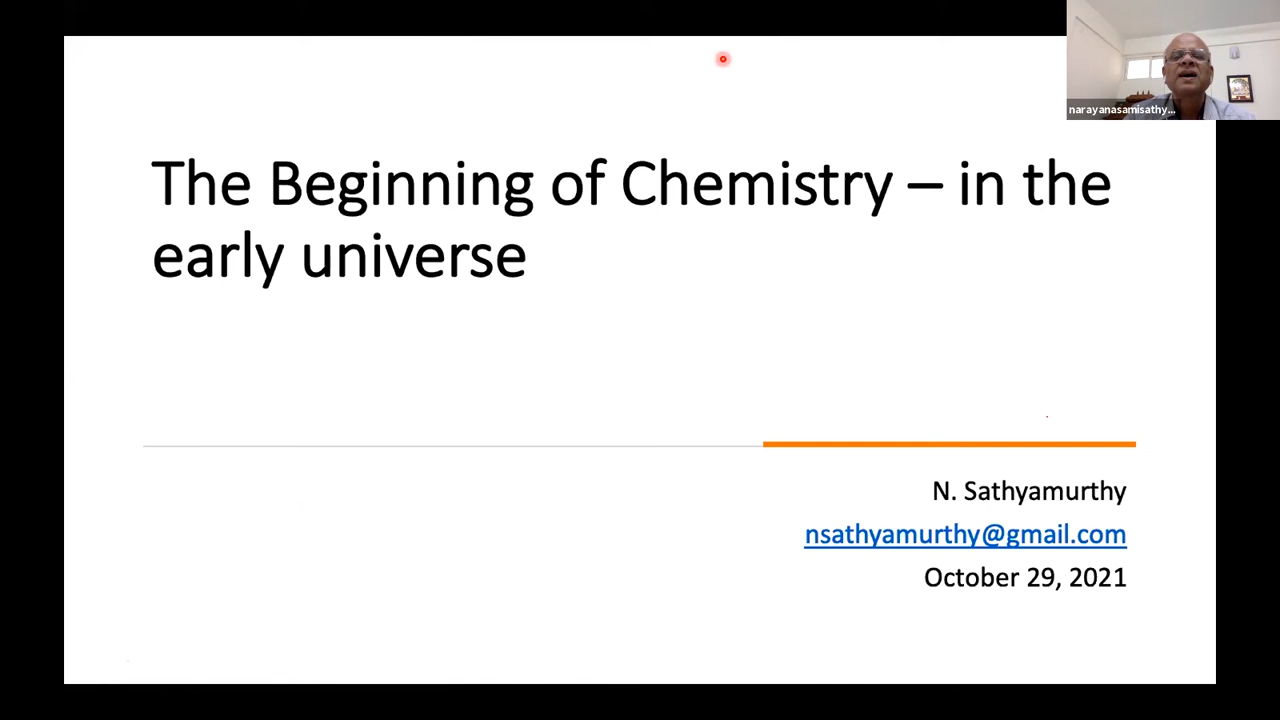 narayanasamisathy...
The Beginning of Chemistry – in the
early universe
N. Sathyamurthy
nsathyamurthy@gmail.com
October 29, 2021